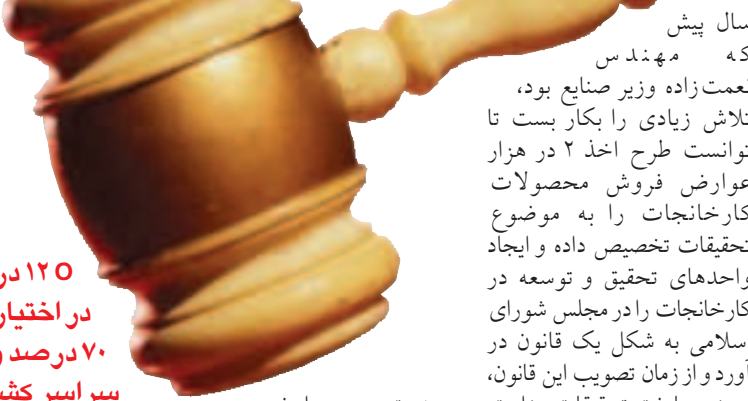 سال پیش
که مهندس
نعمت‌زاده وزیر صنایع بود،
تلاش زیادی را بکار بست تا
توانست طرح اخذ ۲ در هزار
عوارض فروش محصولات
کارخانجات را به موضوع
تحقیقات تخصیص داده و ایجاد
واحدهای تحقیق و توسعه در
کارخانجات را در مجلس شورای
اسلامی به شکل یک قانون در
آورد و از زمان تصویب این قانون،
۱۲۰
در اختیار
۷۰ درصد
سراسر